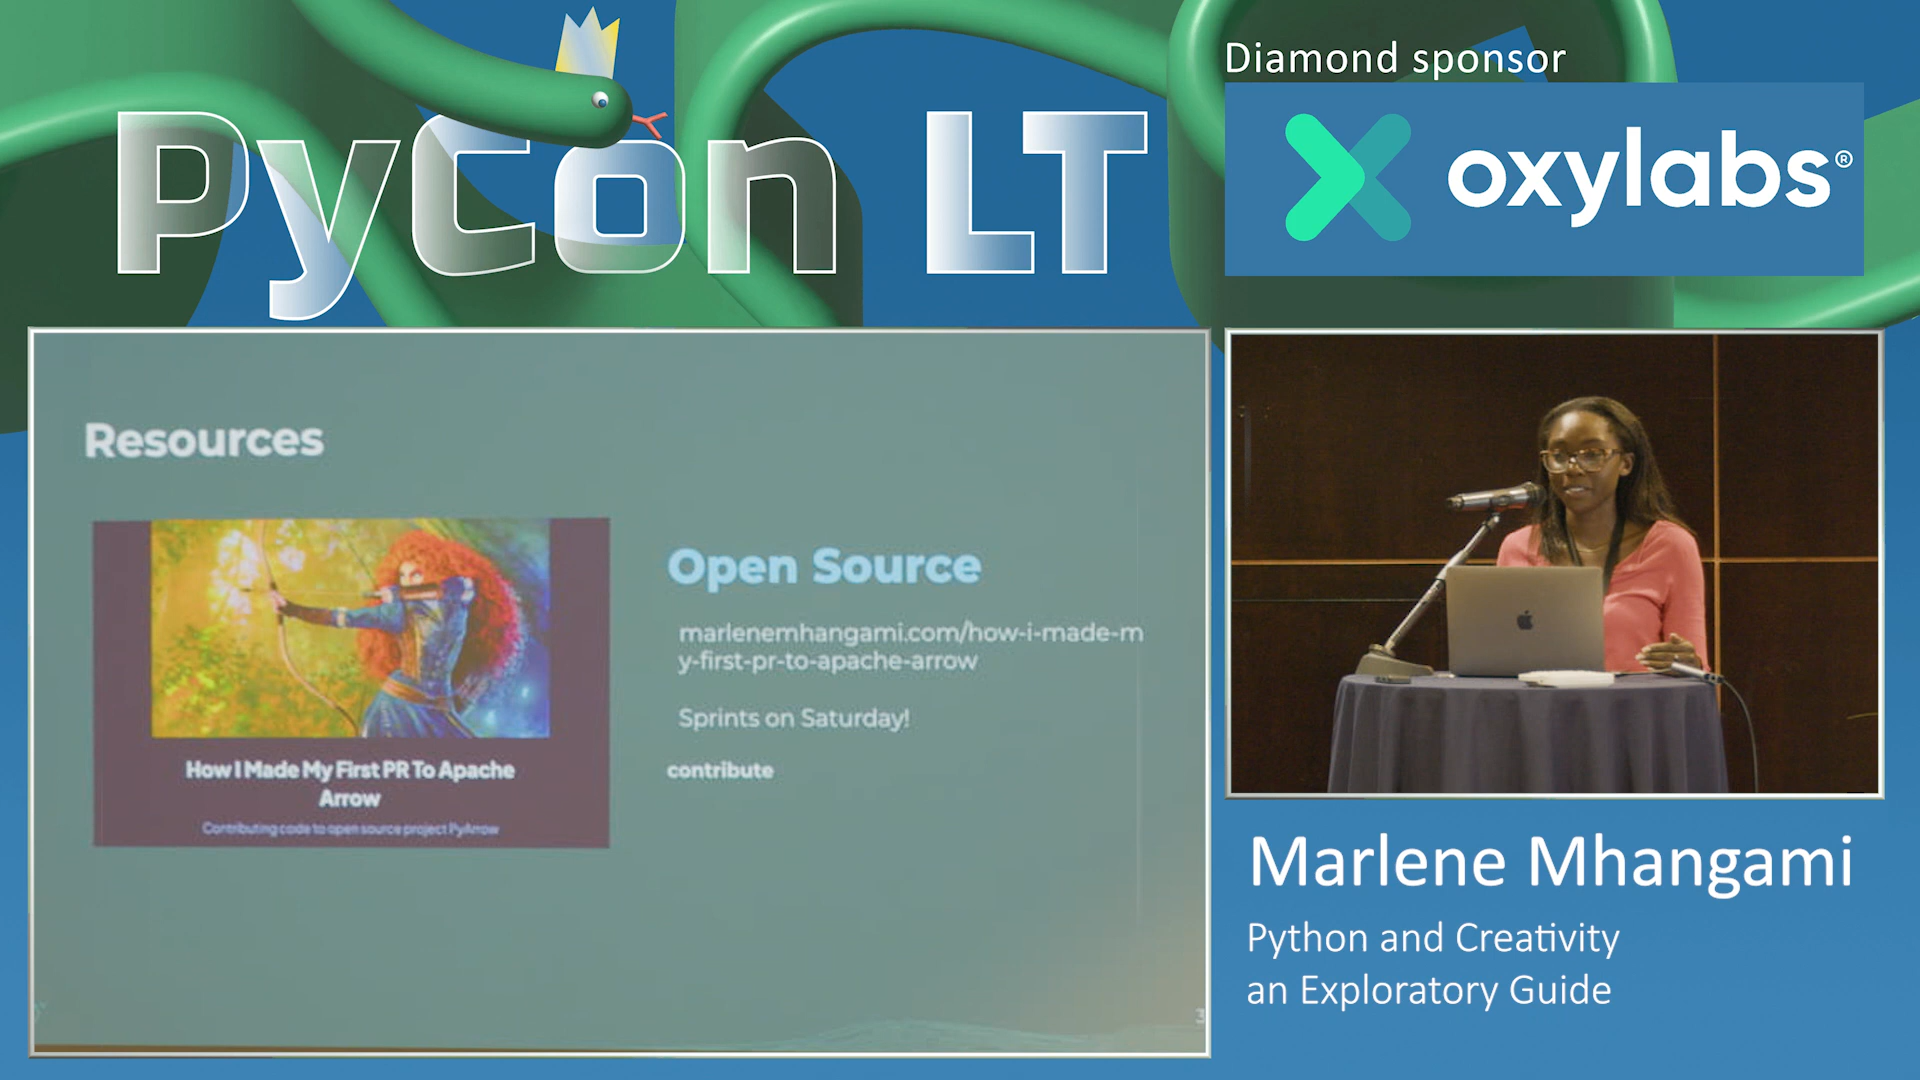 PyCon LT
Diamond sponsor
oxylabs®
Resources
How I Made My First PR To Apache
Arrow
Contributing code to open source project PyArrow
Open Source
marlenemhangami.com/how-i-made-m
y-first-pr-to-apache-arrow
Sprints on Saturday!
contribute
3
Marlene Mhangami
Python and Creativity
an Exploratory Guide